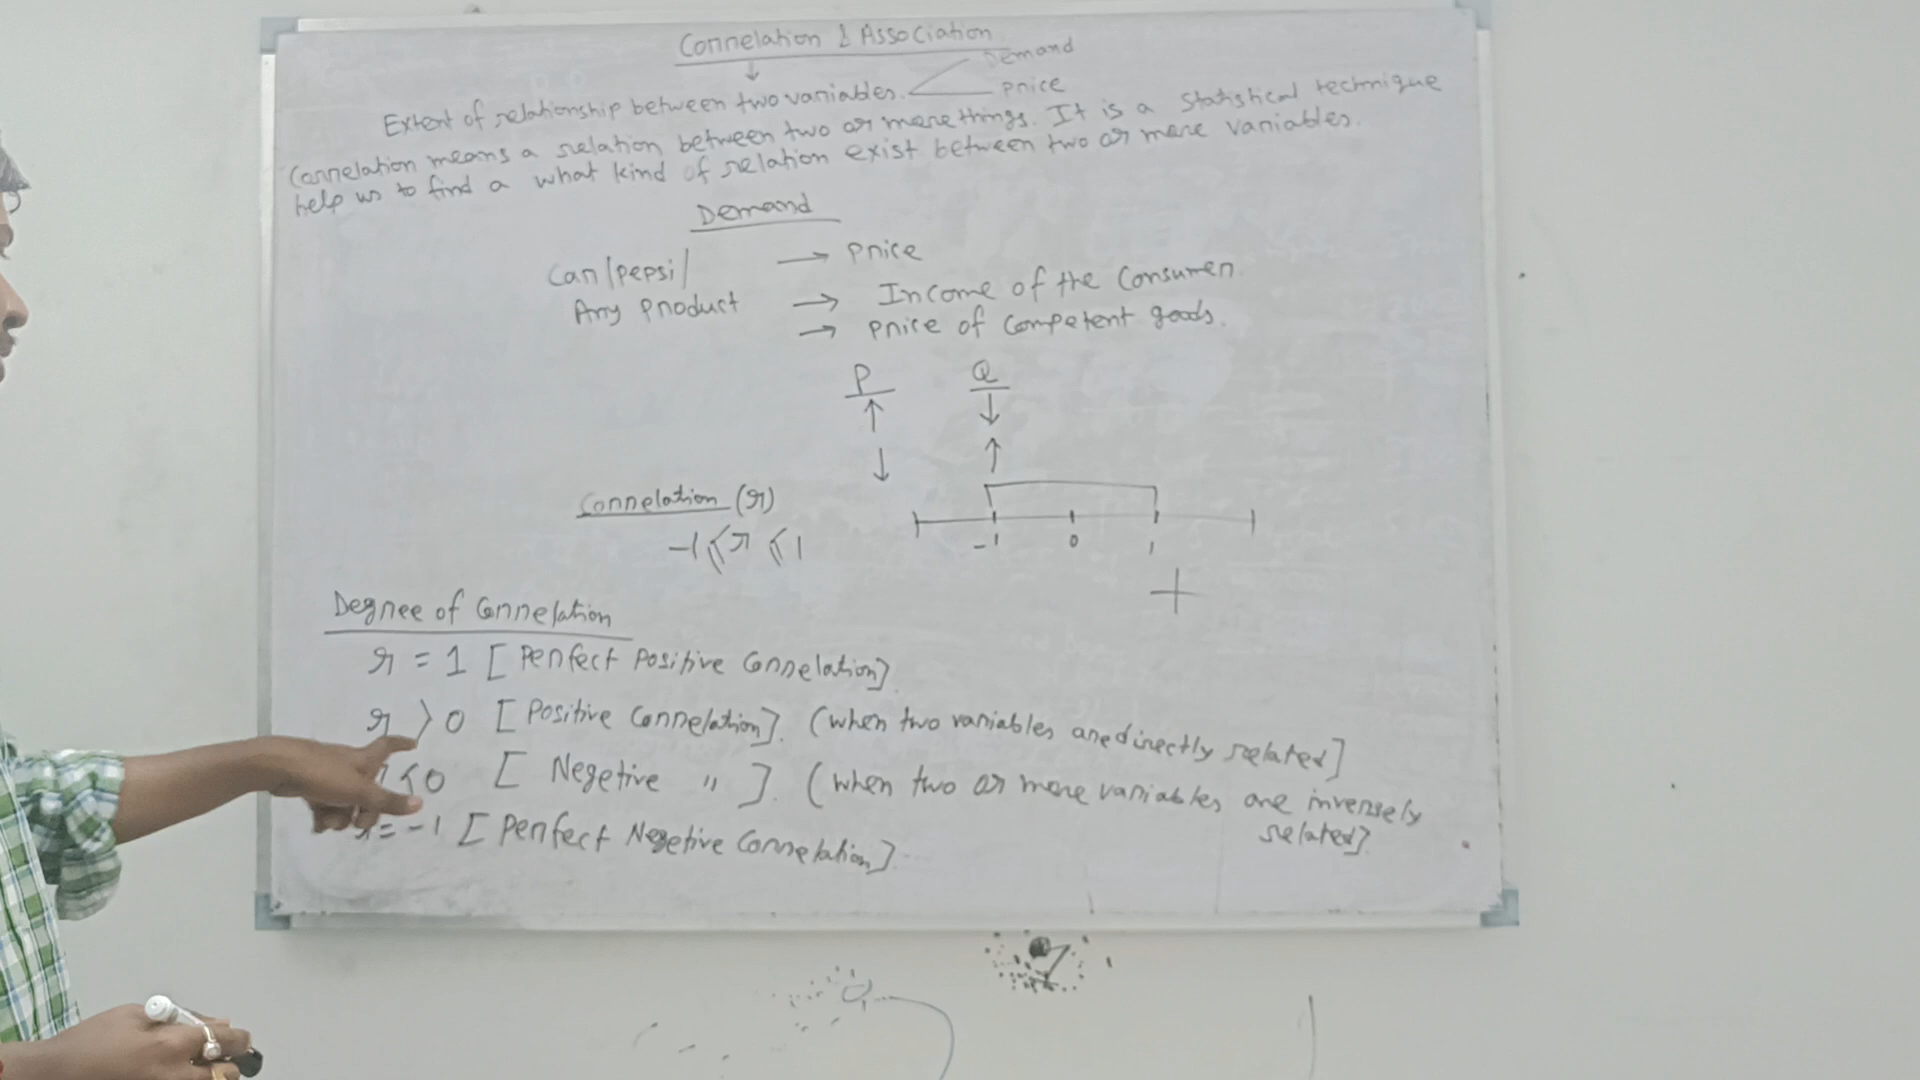 Correlation & Association
Demand
Extent of relationship between two variables.
Price
Correlation means a relation between two or more things. It is a Statistical technique
help us to find a what kind of relation exist between two or more variables.
Demand
Car/pepsi/ → Price
Any Product → Income of the Consumer.
→ Price of Competent goods.
P Q
↑ ↓
↓ ↑
Correlation (r)
-1 ⩽ r ⩽ 1
-1 0 1
+
Degree of Correlation
r = 1 [Perfect Positive Correlation]
r > 0 [Positive Correlation]. (when two variables are directly related]
r < 0 [Negetive "]. (when two or more variables are inversely
related]
r = -1 [Perfect Negetive Correlation]